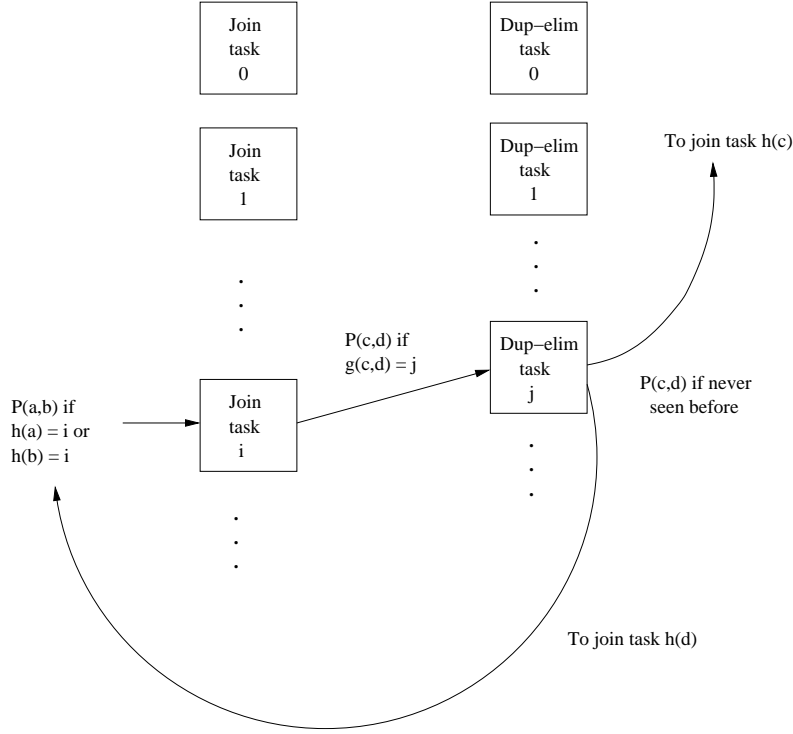 Join
task
0
Dup−elim
task
0
Join
task
1
Dup−elim
task
1
To join task h(c)
P(c,d) if
g(c,d) = j
Dup−elim
task
j
P(c,d) if never
seen before
P(a,b) if
h(a) = i or
h(b) = i
Join
task
i
To join task h(d)